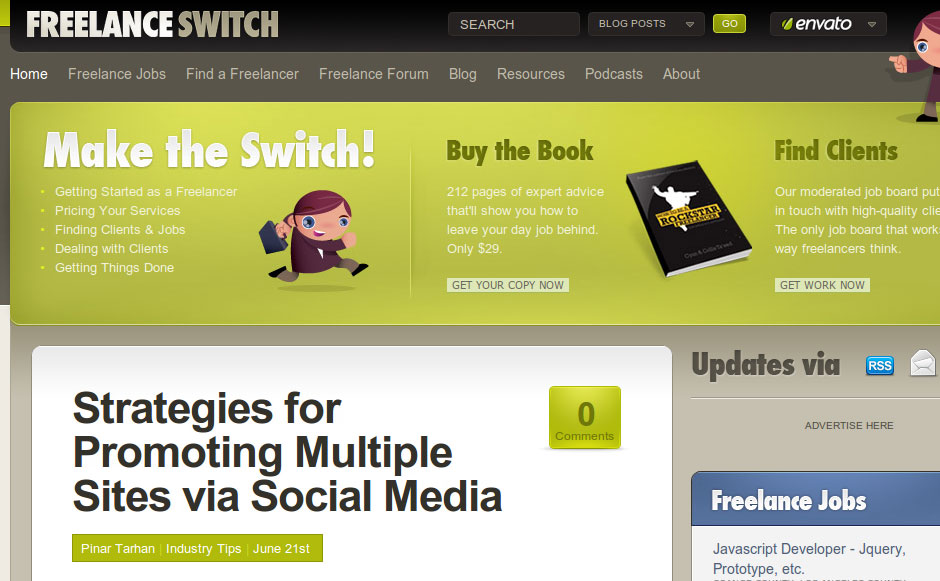 FREELANCE SWITCH
SEARCH
BLOG POSTS
GO
envato
Home Freelance Jobs Find a Freelancer Freelance Forum Blog Resources Podcasts About
Make the Switch!
Getting Started as a Freelancer
Pricing Your Services
Finding Clients & Jobs
Dealing with Clients
Getting Things Done
Buy the Book
212 pages of expert advice
that'll show you how to
leave your day job behind.
Only $29.
GET YOUR COPY NOW
ROCKSTAR
FREELANCER
Find Clients
Our moderated job board put
in touch with high-quality clie
The only job board that work
way freelancers think.
GET WORK NOW
Strategies for
Promoting Multiple
Sites via Social Media
0
Comments
Pinar Tarhan | Industry Tips | June 21st
Updates via
RSS
ADVERTISE HERE
Freelance Jobs
Javascript Developer - Jquery,
Prototype, etc.